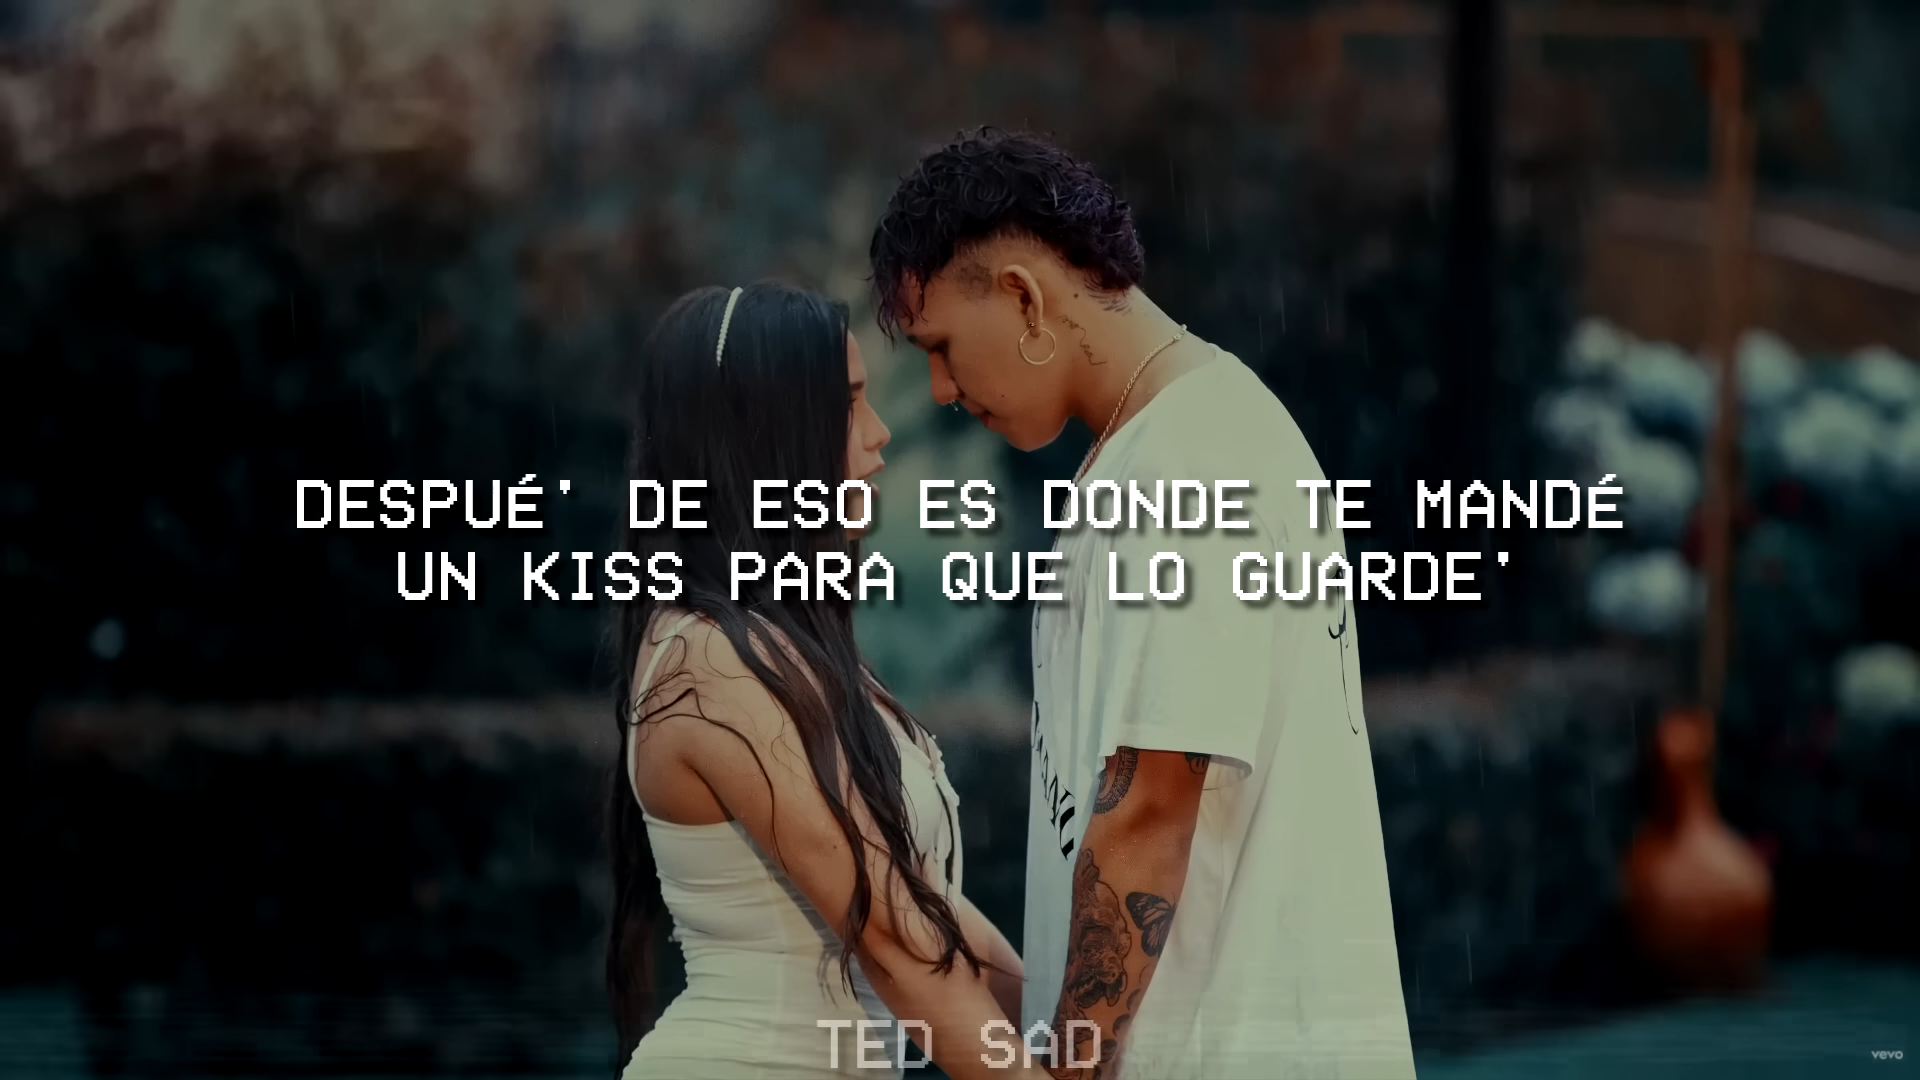 DESPUÉ' DE ESO ES DONDE TE MANDÉ
UN KISS PARA QUE LO GUARDE'
TED SAD
vevo